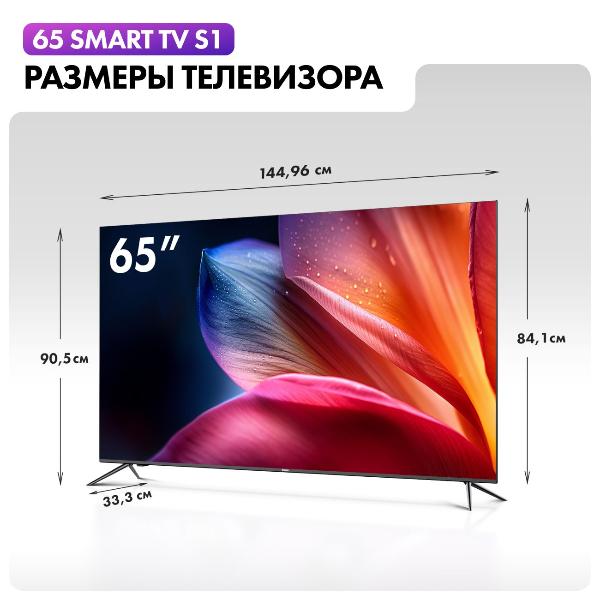 65 SMART TV S1
РАЗМЕРЫ ТЕЛЕВИЗОРА
144,96 см
65"
90,5см
84,1см
33,3 см